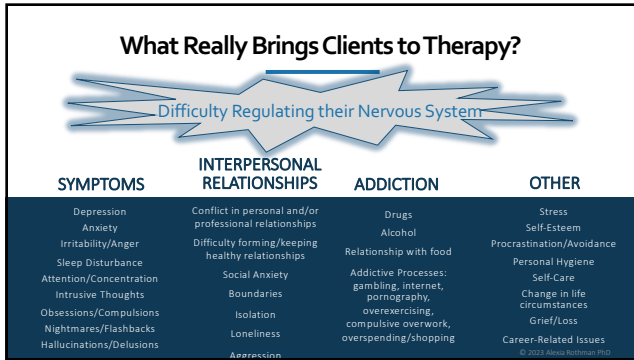 What Really Brings Clients to Therapy?
Difficulty Regulating their Nervous System
SYMPTOMS
Depression
Anxiety
Irritability/Anger
Sleep Disturbance
Attention/Concentration
Intrusive Thoughts
Obsessions/Compulsions
Nightmares/Flashbacks
Hallucinations/Delusions
INTERPERSONAL
RELATIONSHIPS
Conflict in personal and/or
professional relationships
Difficulty forming/keeping
healthy relationships
Social Anxiety
Boundaries
Isolation
Loneliness
Aggression
ADDICTION
Drugs
Alcohol
Relationship with food
Addictive Processes:
gambling, internet,
pornography,
overexercising,
compulsive overwork,
overspending/shopping
OTHER
Stress
Self-Esteem
Procrastination/Avoidance
Personal Hygiene
Self-Care
Change in life
circumstances
Grief/Loss
Career-Related Issues
© 2023 Alexia Rothman PhD